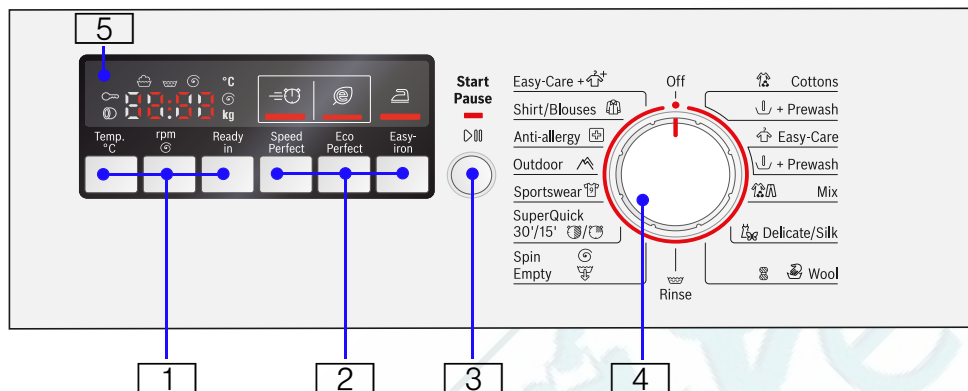 5
°C
kg
Temp.
°C
rpm
Ready
in
Speed
Perfect
Eco
Perfect
Easy-
iron
Start
Pause
Easy-Care +
Shirt/Blouses
Anti-allergy
Outdoor
Sportswear
SuperQuick
30'/15'
Spin
Empty
Off
Rinse
Cottons
+ Prewash
Easy-Care
+ Prewash
Mix
Delicate/Silk
Wool
1
2
3
4